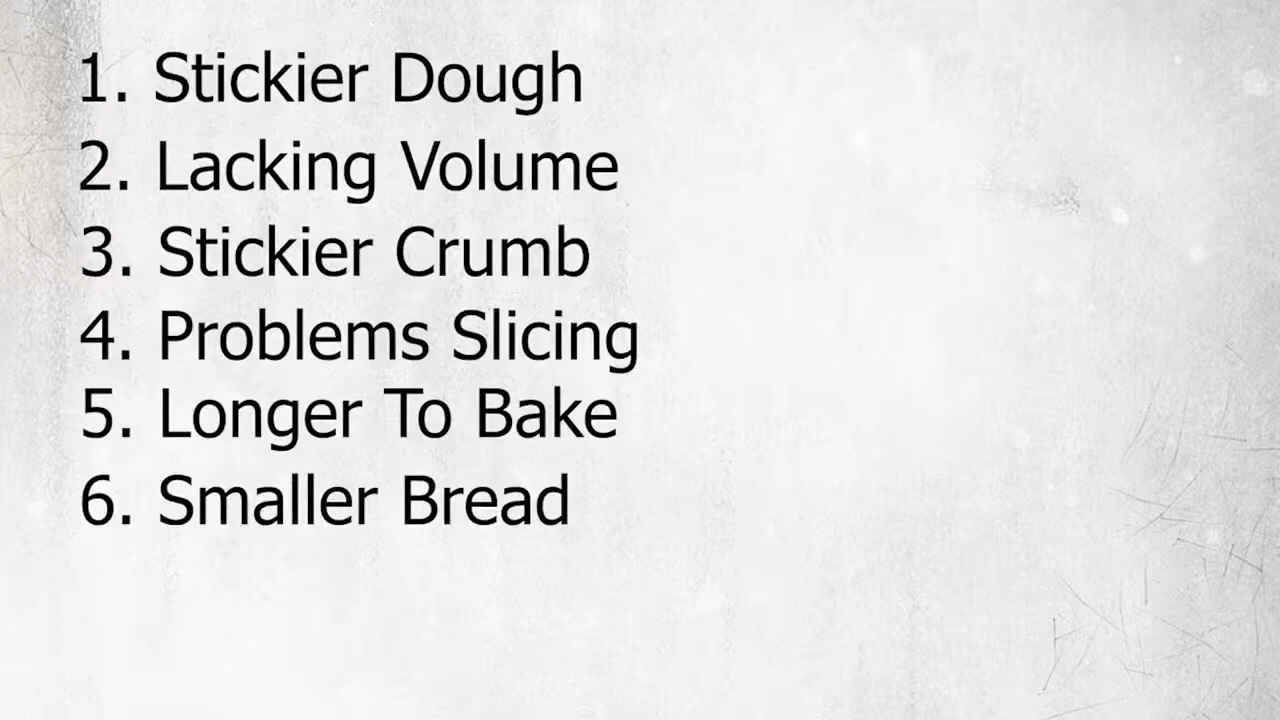 1. Stickier Dough
2. Lacking Volume
3. Stickier Crumb
4. Problems Slicing
5. Longer To Bake
6. Smaller Bread